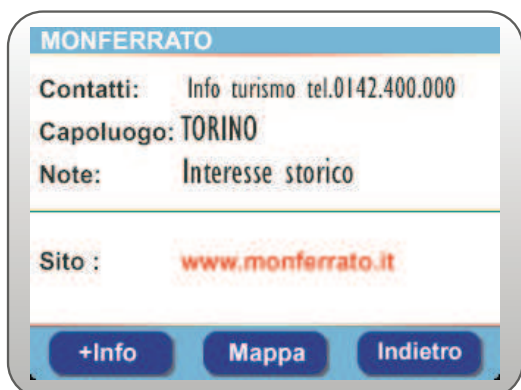 MONFERRATO
Contatti: Info turismo tel.0142.400.000
Capoluogo: TORINO
Note: Interesse storico
Sito : www.monferrato.it
+Info Mappa Indietro